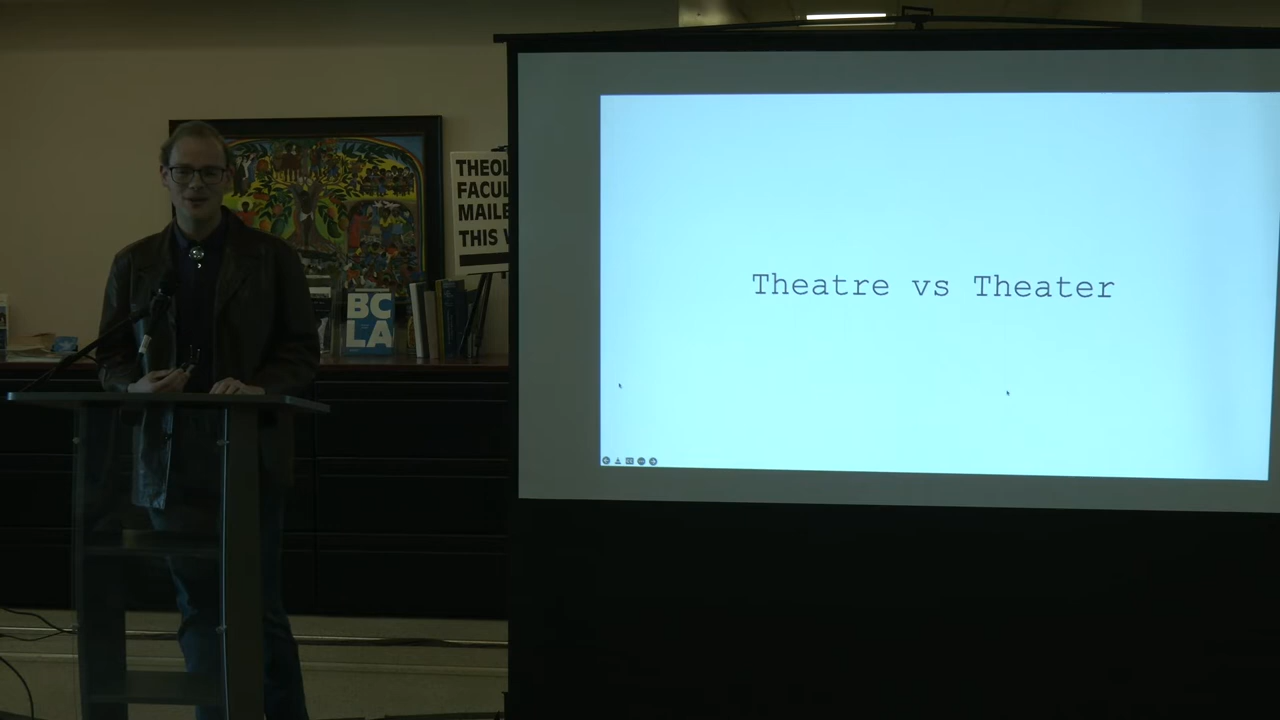 THEOL
FACUL
MAILE
THIS
BC
LA
Theatre vs Theater